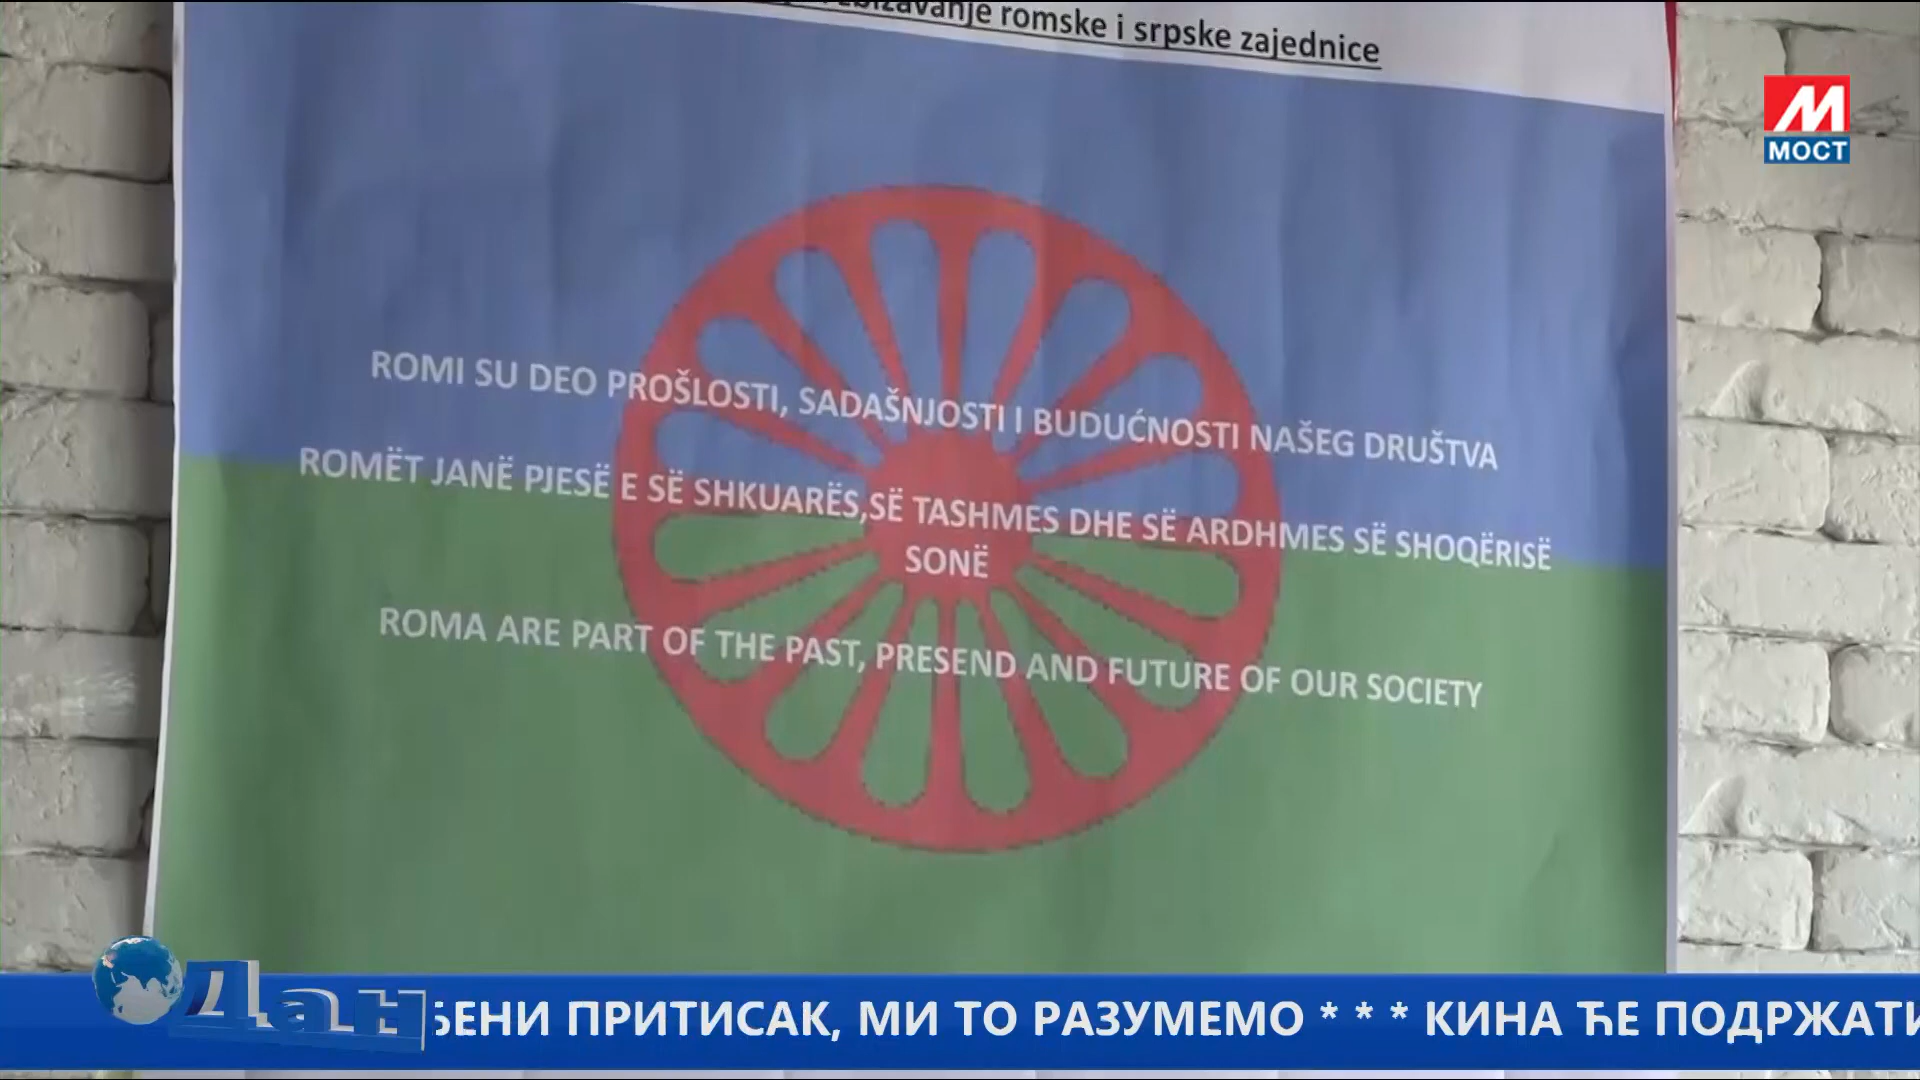 romske i srpske zajednice
M
МОСТ
ROMI SU DEO PROŠLOSTI, SADAŠNJOSTI I BUDUĆNOSTI NAŠEG DRUŠTVA
ROMËT JANË PJESË E SË SHKUARËS,SË TASHMES DHE SË ARDHMES SË SHOQËRISË
SONË
ROMA ARE PART OF THE PAST, PRESEND AND FUTURE OF OUR SOCIETY
Дан
ПРИТИСАК, МИ ТО РАЗУМЕМО * * * КИНА ЋЕ ПОДРЖАТИ